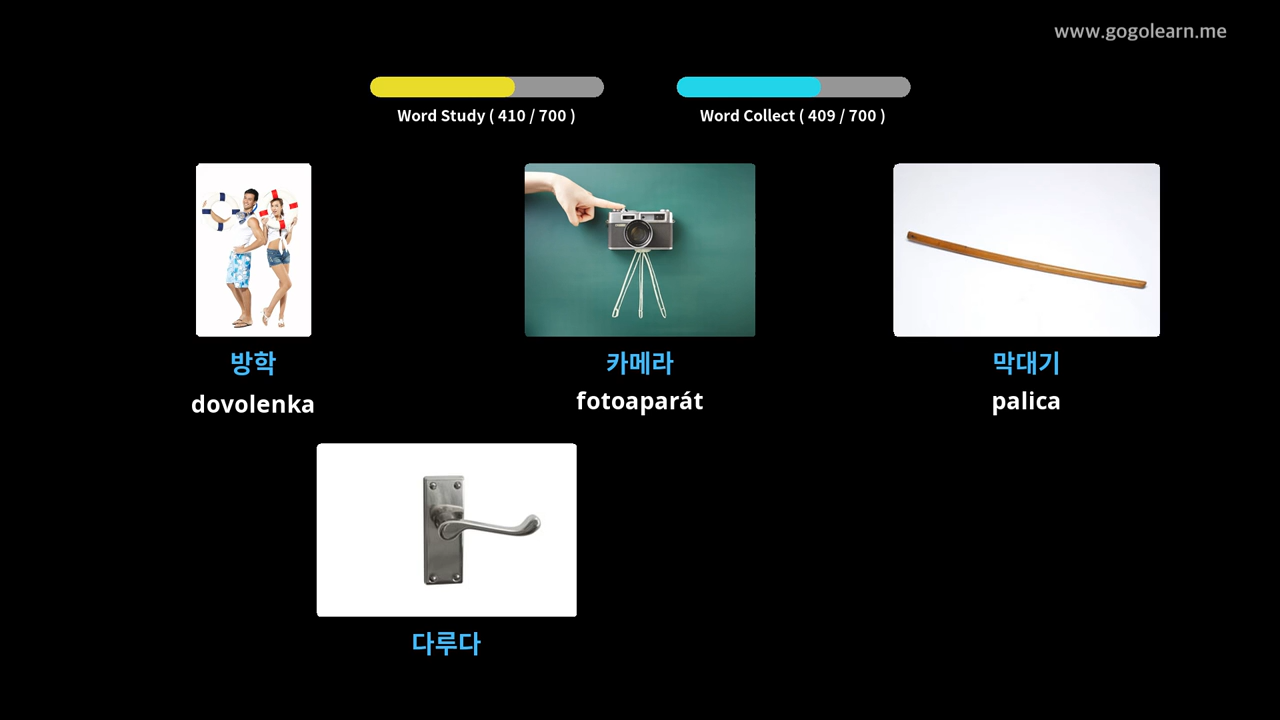 www.gogolearn.me
Word Study ( 410 / 700 )
Word Collect ( 409 / 700 )
방학
카메라
막대기
dovolenka
fotoaparát
palica
다루다